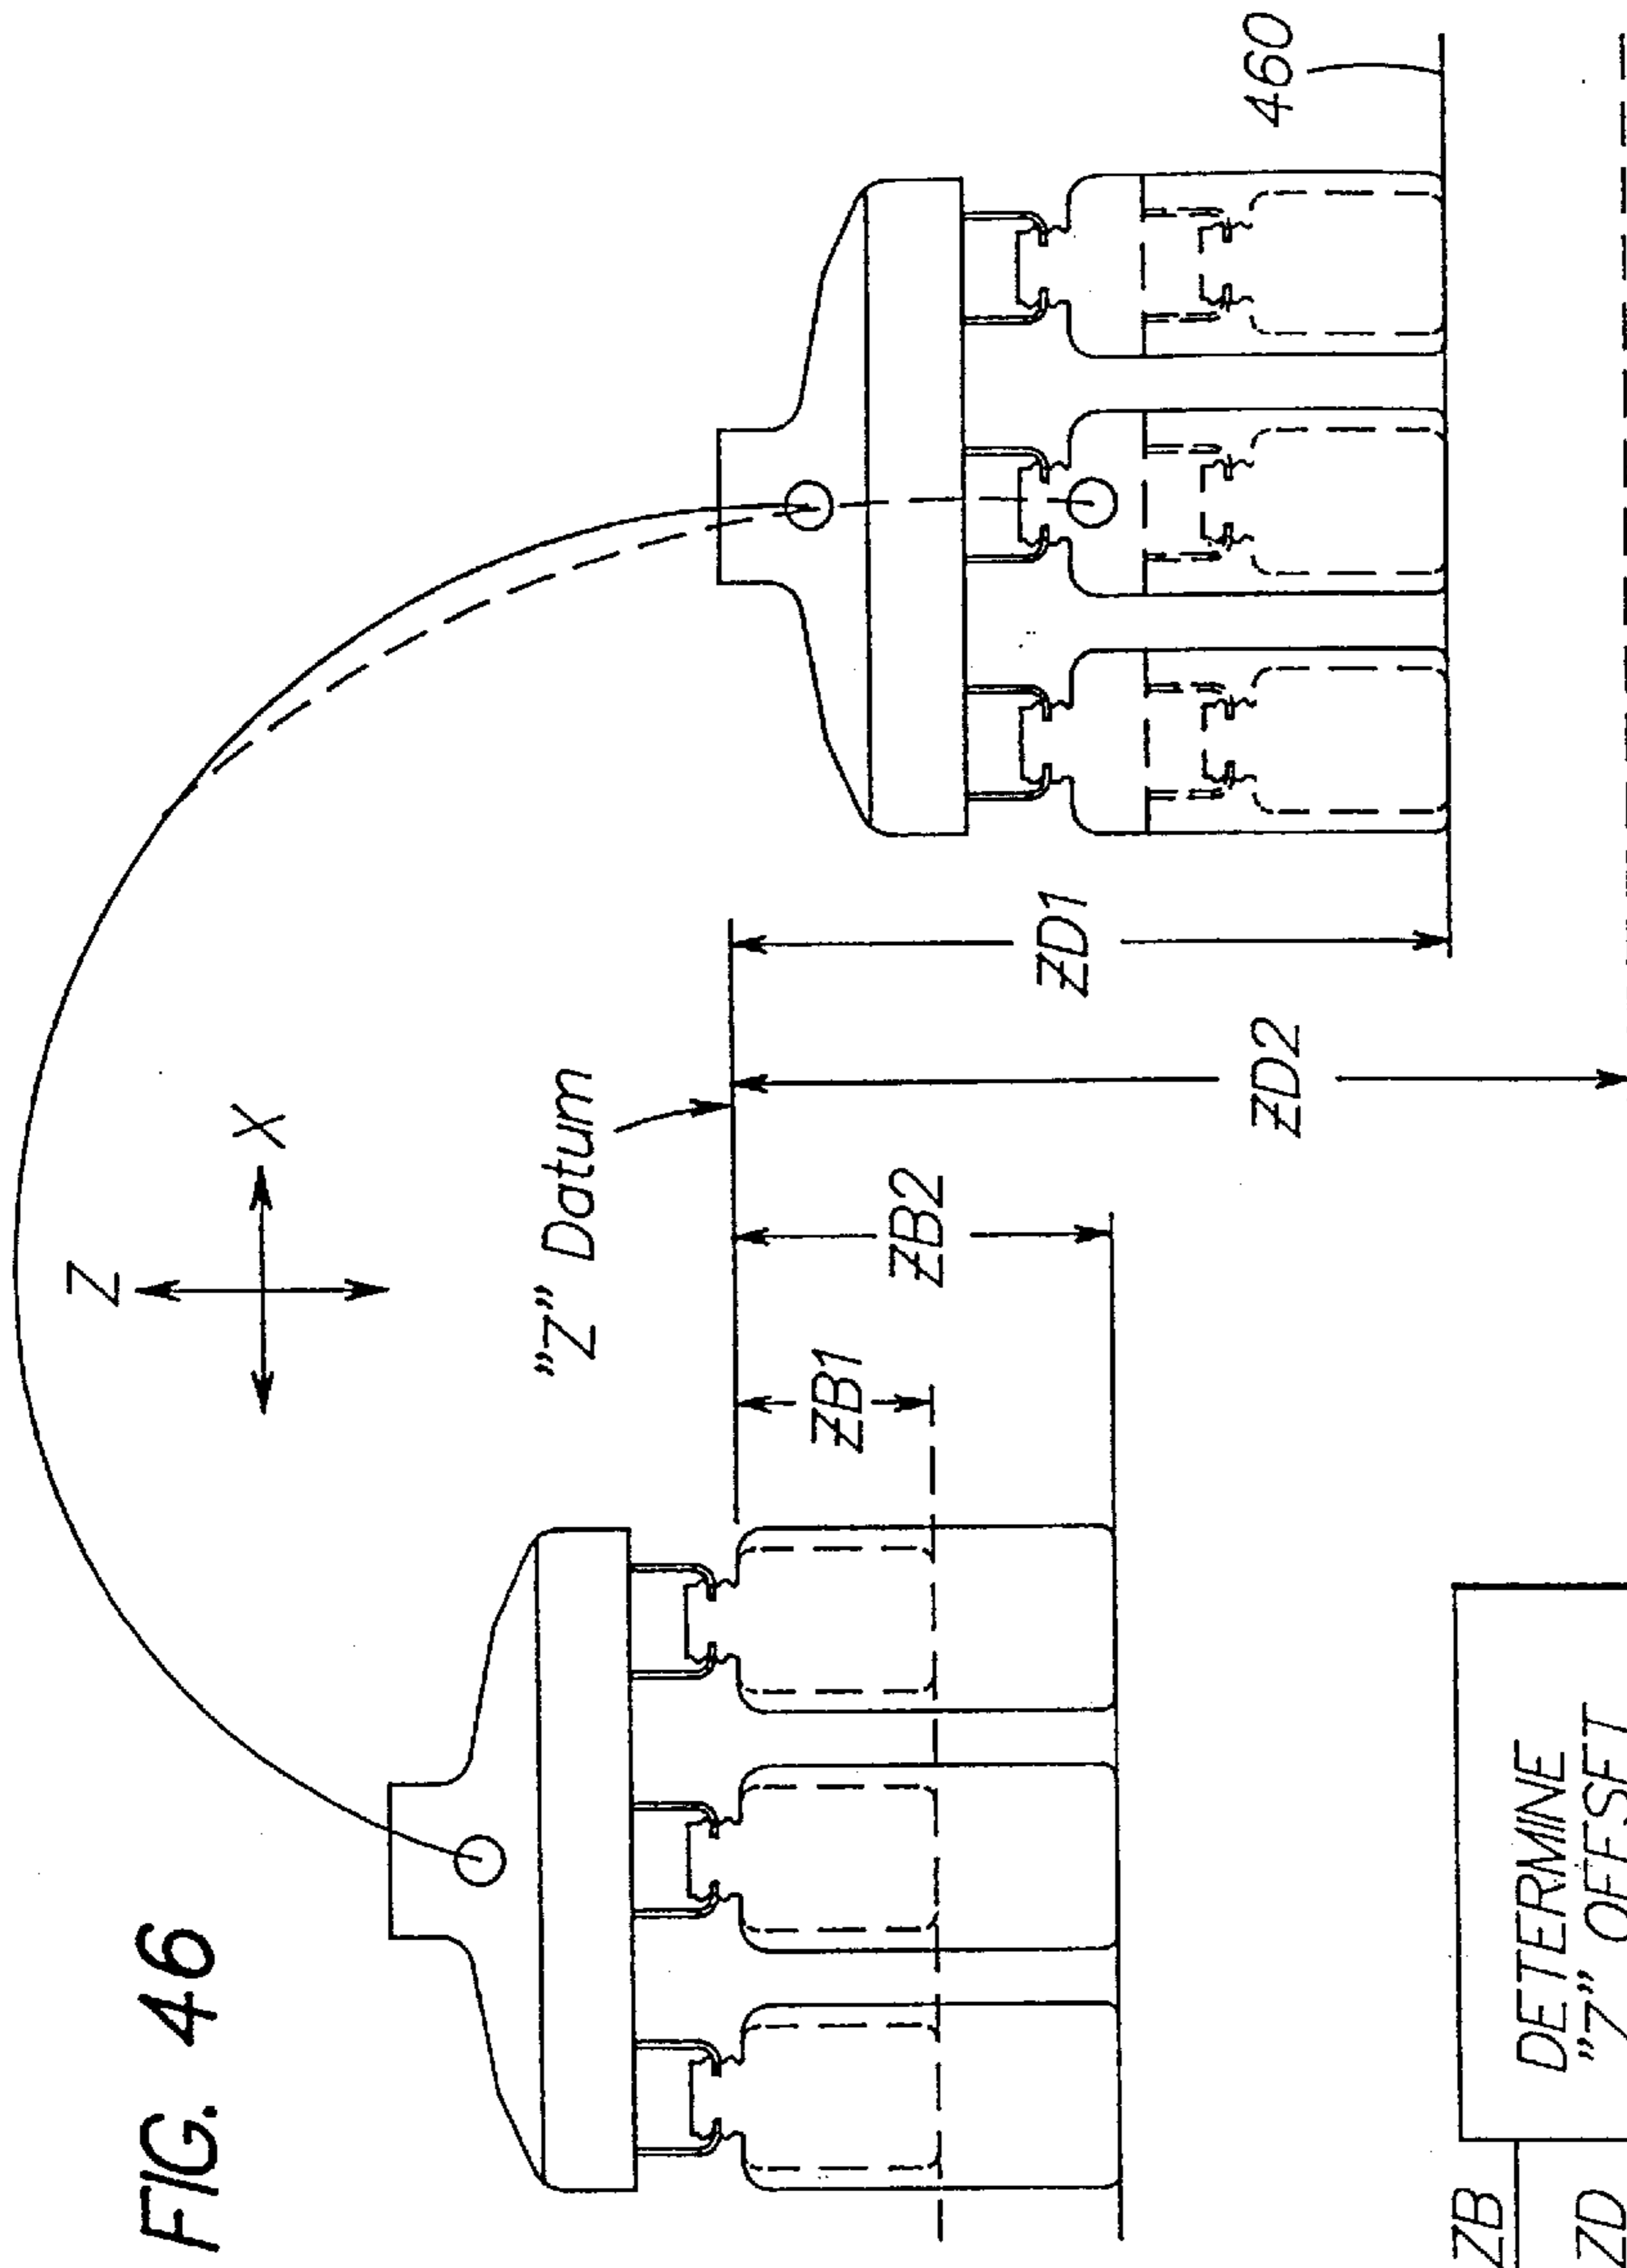 FIG. 46
Z
X
"Z" Datum
ZB1
ZB2
ZD1
ZD2
460
ZB
ZD
DETERMINE
"Z" OFFSET